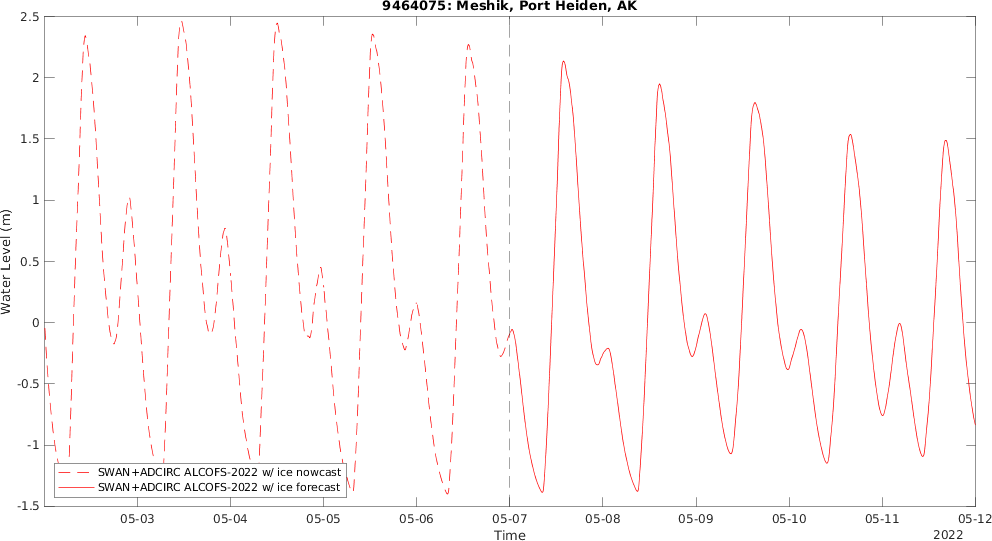 9464075: Meshik, Port Heiden, AK
Water Level (m)
2.5
2
1.5
1
0.5
0
-0.5
-1
-1.5
SWAN+ADCIRC ALCOFS-2022 w/ ice nowcast
SWAN+ADCIRC ALCOFS-2022 w/ ice forecast
05-03 05-04 05-05 05-06 05-07 05-08 05-09 05-10 05-11 05-12
Time
2022